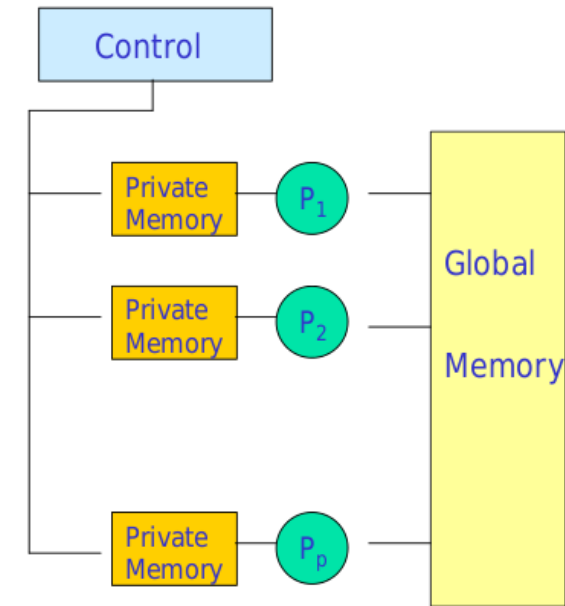 Control
Private
Memory
P₁
Global
Private
Memory
P₂
Memory
Private
Memory
Pₚ